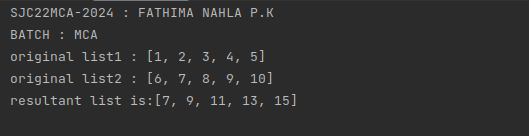 SJC22MCA-2024 : FATHIMA NAHLA P.K
BATCH : MCA
original list1 : [1, 2, 3, 4, 5]
original list2 : [6, 7, 8, 9, 10]
resultant list is:[7, 9, 11, 13, 15]